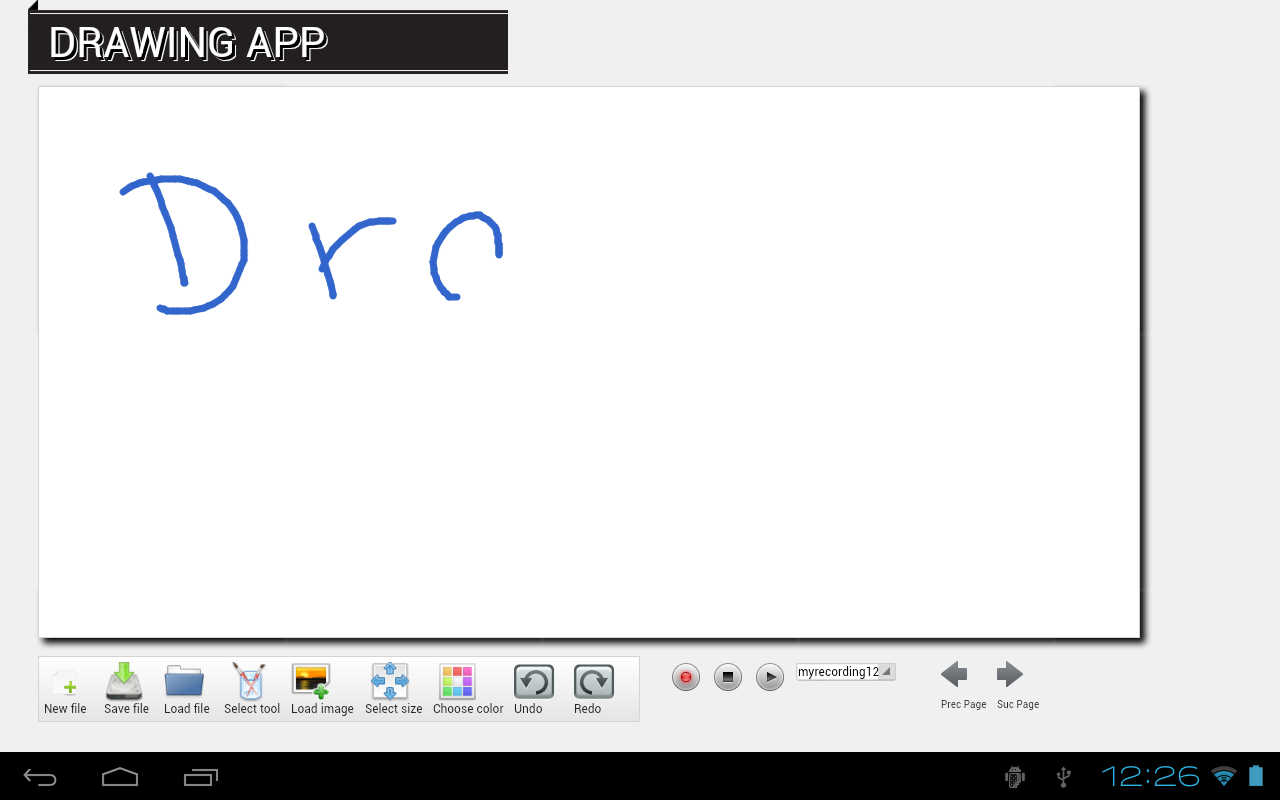 DRAWING APP
Dr
New file Save file Load file Select tool Load image Select size Choose color Undo Redo
myrecording12
Prec Page Suc Page
12:26